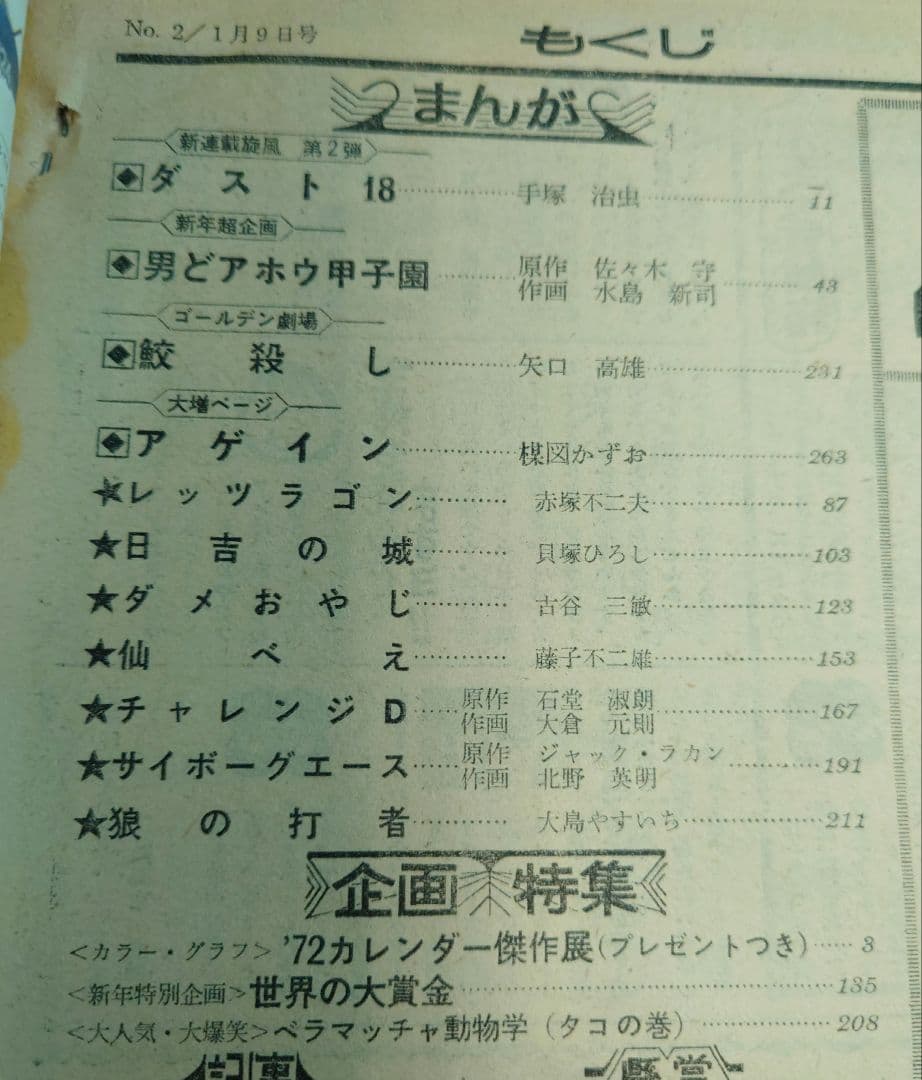 No. 2/1月9日号
もくじ
まんが
新連載旋風 第2弾
ダスト18 手塚 治虫 11
新年超企画
男どアホウ甲子園 原作 佐々木 守 作画 水島 新司 43
ゴールデン劇場
鮫殺し 矢口 高雄 231
大増ページ
アゲイン 楳図かずお 263
★レッツラゴン 赤塚不二夫 87
★日吉の城 貝塚ひろし 103
★ダメおやじ 古谷 三敏 123
★仙べえ 藤子不二雄 153
★チャレンジD 原作 石堂 淑朗 作画 大倉 元則 167
★サイボーグエース 原作 ジャック・ラカン 作画 北野 英明 191
★狼の打者 大島やすいち 211
企画特集
<カラー・グラフ>'72カレンダー傑作展(プレゼントつき) 3
<新年特別企画>世界の大賞金 135
<大人気・大爆笑>ベラマッチャ動物学(タコの巻) 208
記事
懸賞